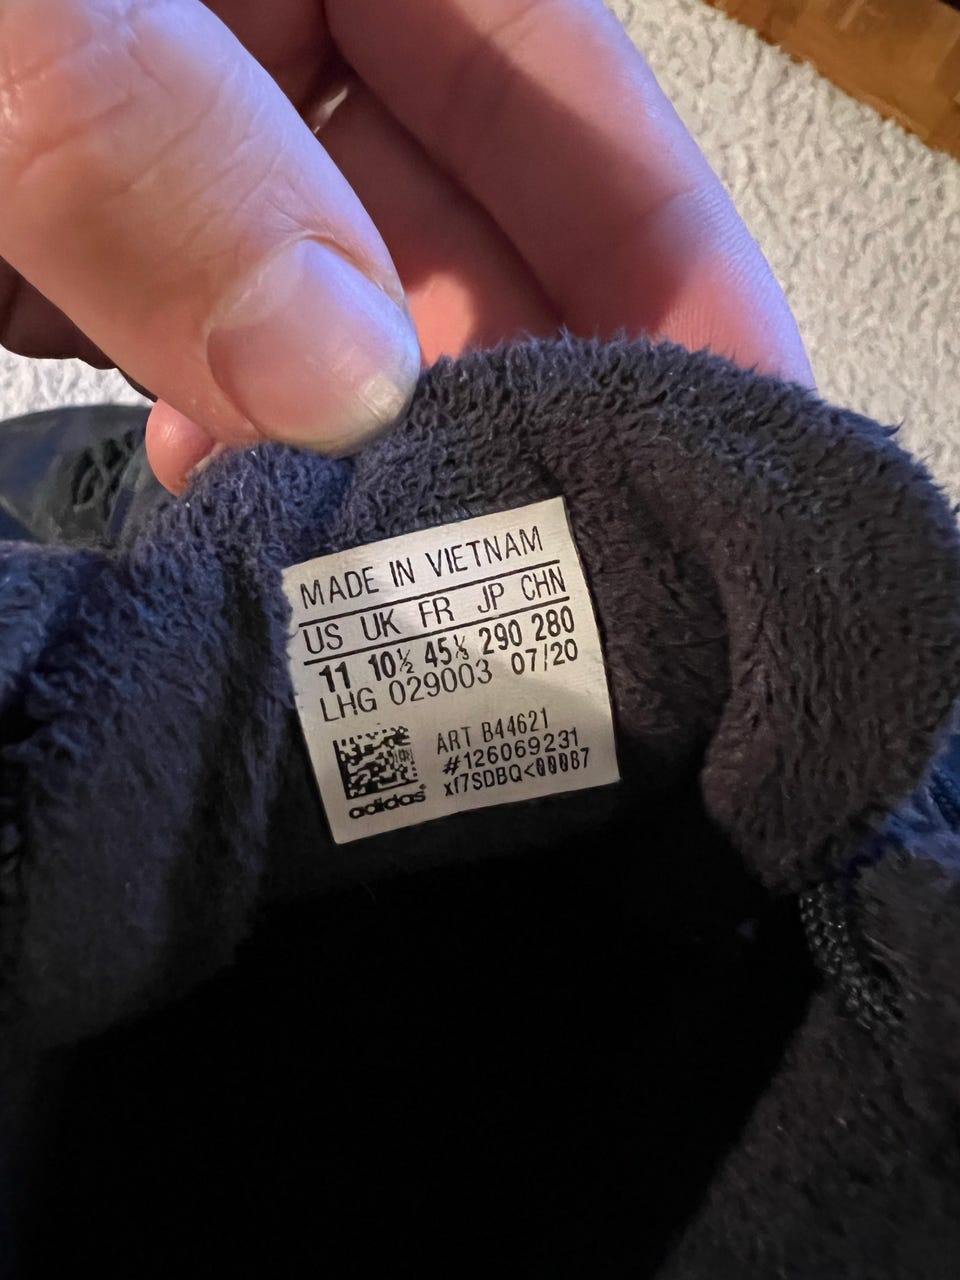 MADE IN VIETNAM
US UK FR JP CHN
11 10½ 45⅓ 290 280
LHG 029003 07/20
ART B44621
#126069231
xf7SDBQ<00087
adidas